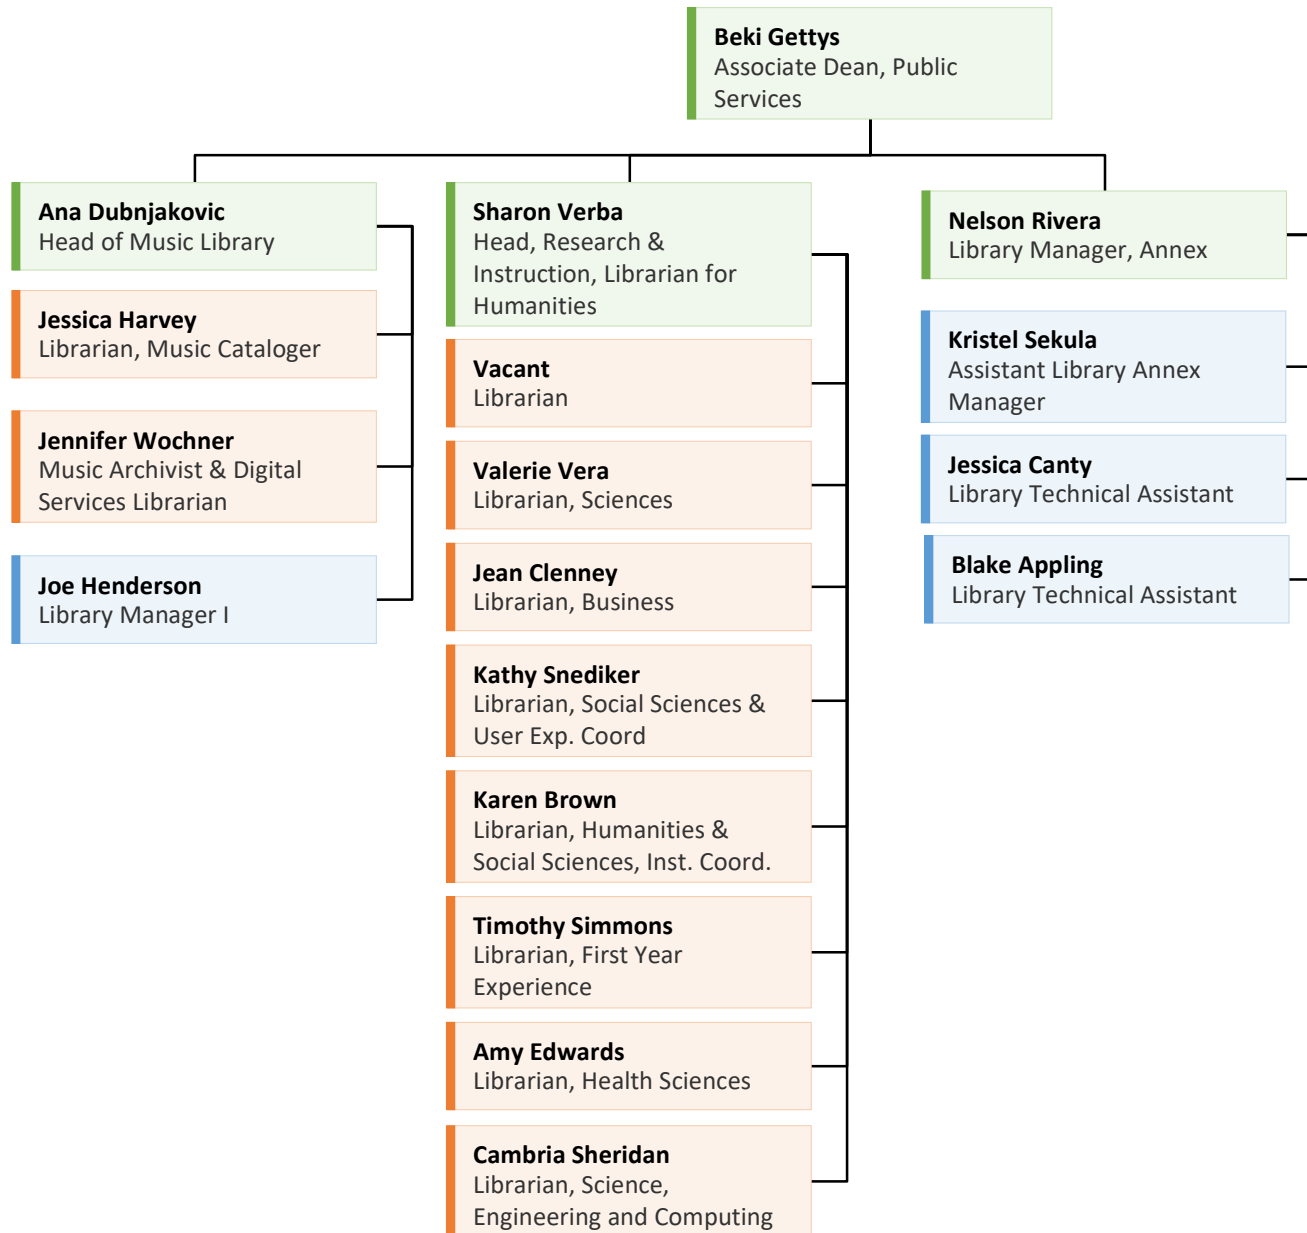 Beki Gettys
Associate Dean, Public
Services
Ana Dubnjakovic
Head of Music Library
Jessica Harvey
Librarian, Music Cataloger
Jennifer Wochner
Music Archivist & Digital
Services Librarian
Joe Henderson
Library Manager I
Sharon Verba
Head, Research &
Instruction, Librarian for
Humanities
Vacant
Librarian
Valerie Vera
Librarian, Sciences
Jean Clenney
Librarian, Business
Kathy Snediker
Librarian, Social Sciences &
User Exp. Coord
Karen Brown
Librarian, Humanities &
Social Sciences, Inst. Coord.
Timothy Simmons
Librarian, First Year
Experience
Amy Edwards
Librarian, Health Sciences
Cambria Sheridan
Librarian, Science,
Engineering and Computing
Nelson Rivera
Library Manager, Annex
Kristel Sekula
Assistant Library Annex
Manager
Jessica Canty
Library Technical Assistant
Blake Appling
Library Technical Assistant